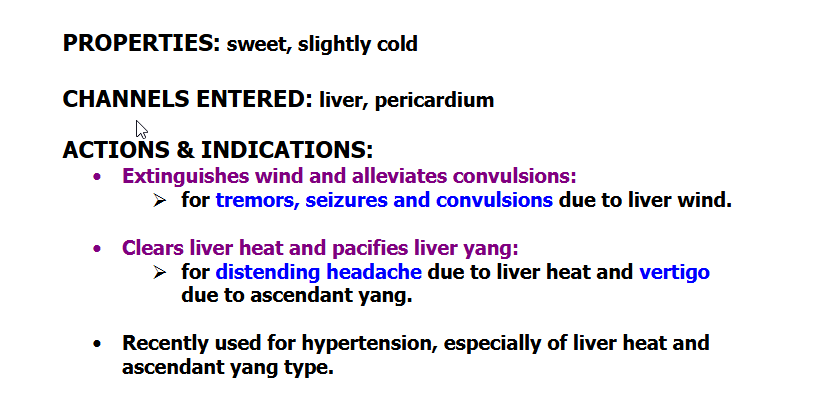 PROPERTIES: sweet, slightly cold
CHANNELS ENTERED: liver, pericardium
ACTIONS & INDICATIONS:
• Extinguishes wind and alleviates convulsions:
➢ for tremors, seizures and convulsions due to liver wind.
• Clears liver heat and pacifies liver yang:
➢ for distending headache due to liver heat and vertigo
due to ascendant yang.
• Recently used for hypertension, especially of liver heat and
ascendant yang type.